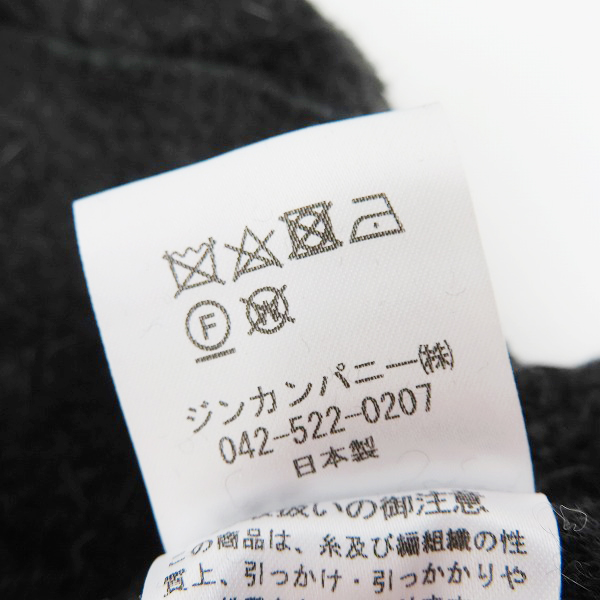 F W
ジンカンパニー㈱
042-522-0207
日本製
扱いの御注意
この商品は、糸及び編組織の性
質上、引っかけ・引っかかりや